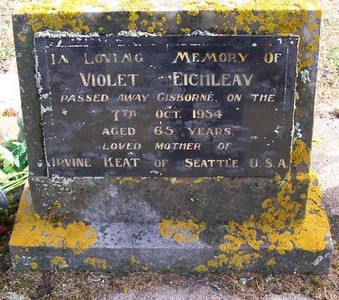 In Loving Memory of
Violet Eichleay
passed away Gisborne, on the
7th Oct. 1954
aged 65 years
loved mother of
Irvine Keat of Seattle U.S.A.